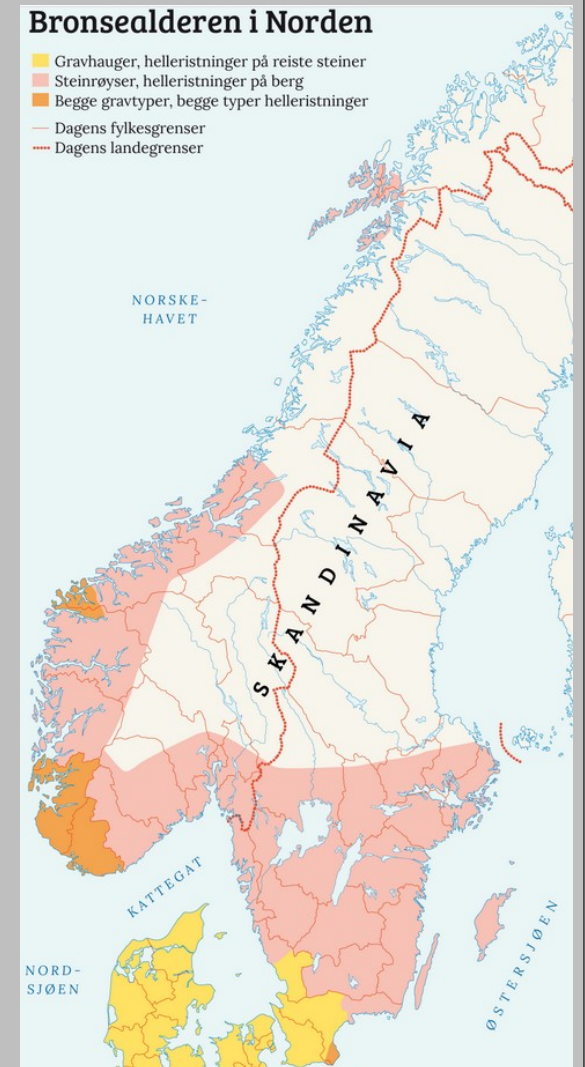 Bronsealderen i Norden
Gravhauger, helleristninger på reiste steiner
Steinrøyser, helleristninger på berg
Begge gravtyper, begge typer helleristninger
Dagens fylkesgrenser
Dagens landegrenser
NORSKE-
HAVET
SKANDINAVIA
KATTEGAT
NORD-
SJØEN
ØSTERSJØEN